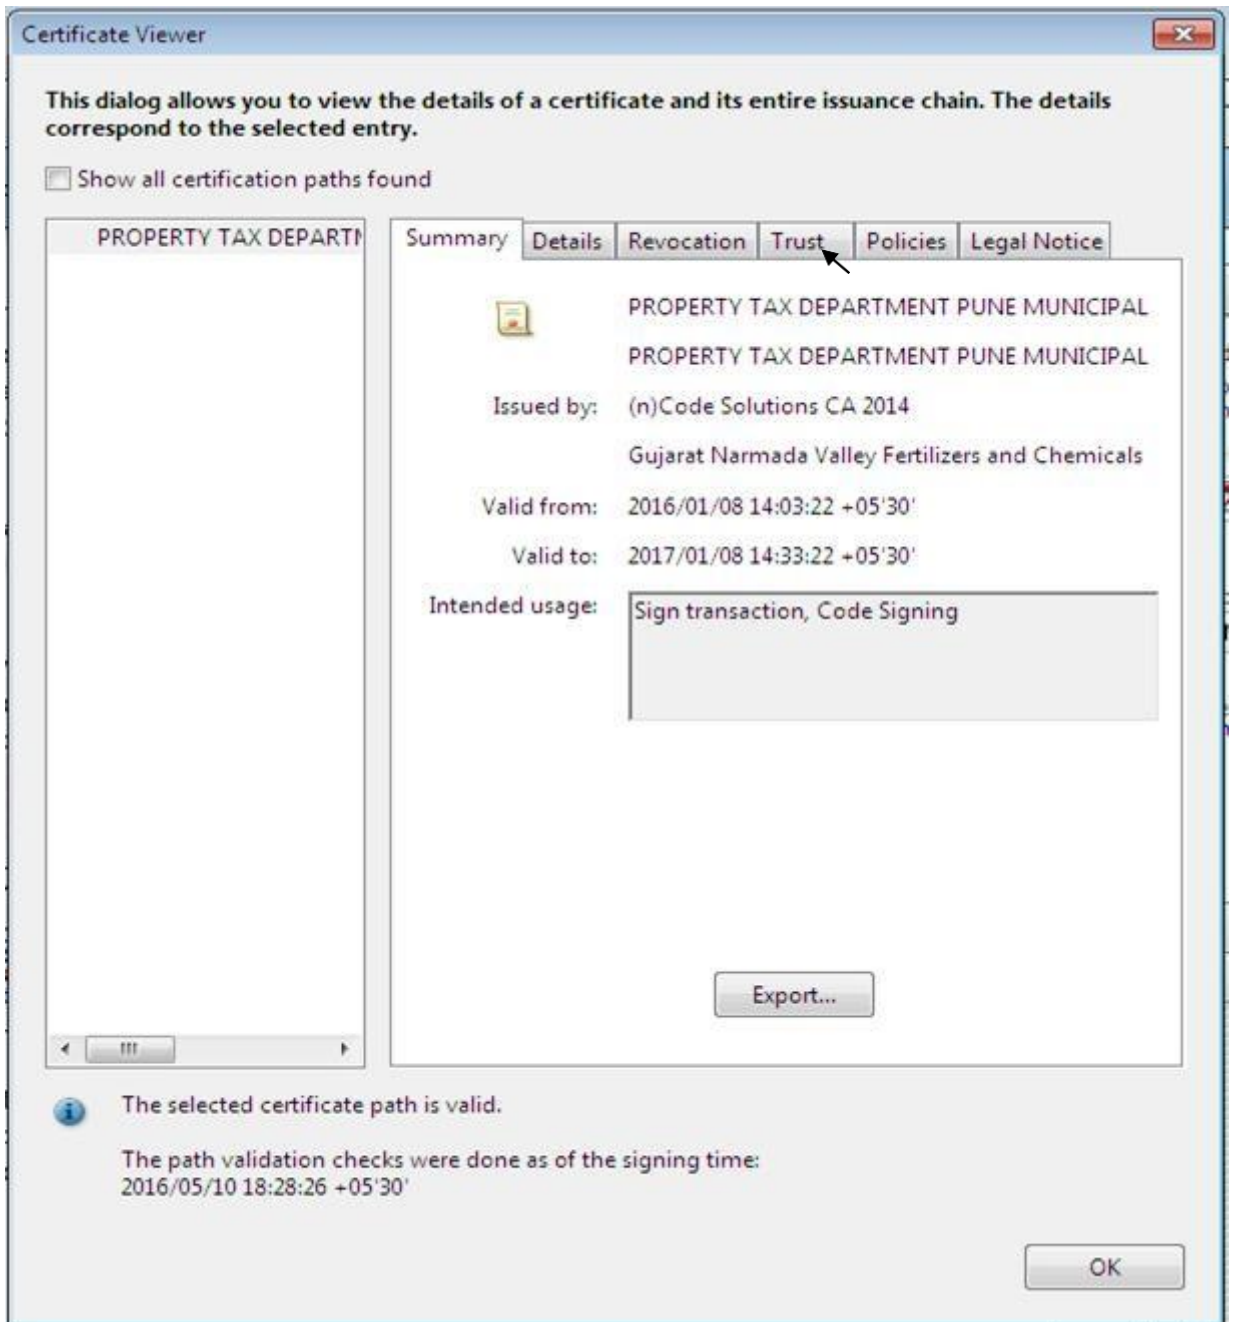 Certificate Viewer
This dialog allows you to view the details of a certificate and its entire issuance chain. The details
correspond to the selected entry.
Show all certification paths found
PROPERTY TAX DEPARTM
Summary Details Revocation Trust Policies Legal Notice
PROPERTY TAX DEPARTMENT PUNE MUNICIPAL
PROPERTY TAX DEPARTMENT PUNE MUNICIPAL
Issued by: (n)Code Solutions CA 2014
Gujarat Narmada Valley Fertilizers and Chemicals
Valid from: 2016/01/08 14:03:22 +05'30'
Valid to: 2017/01/08 14:33:22 +05'30'
Intended usage: Sign transaction, Code Signing
Export...
The selected certificate path is valid.
The path validation checks were done as of the signing time:
2016/05/10 18:28:26 +05'30'
OK